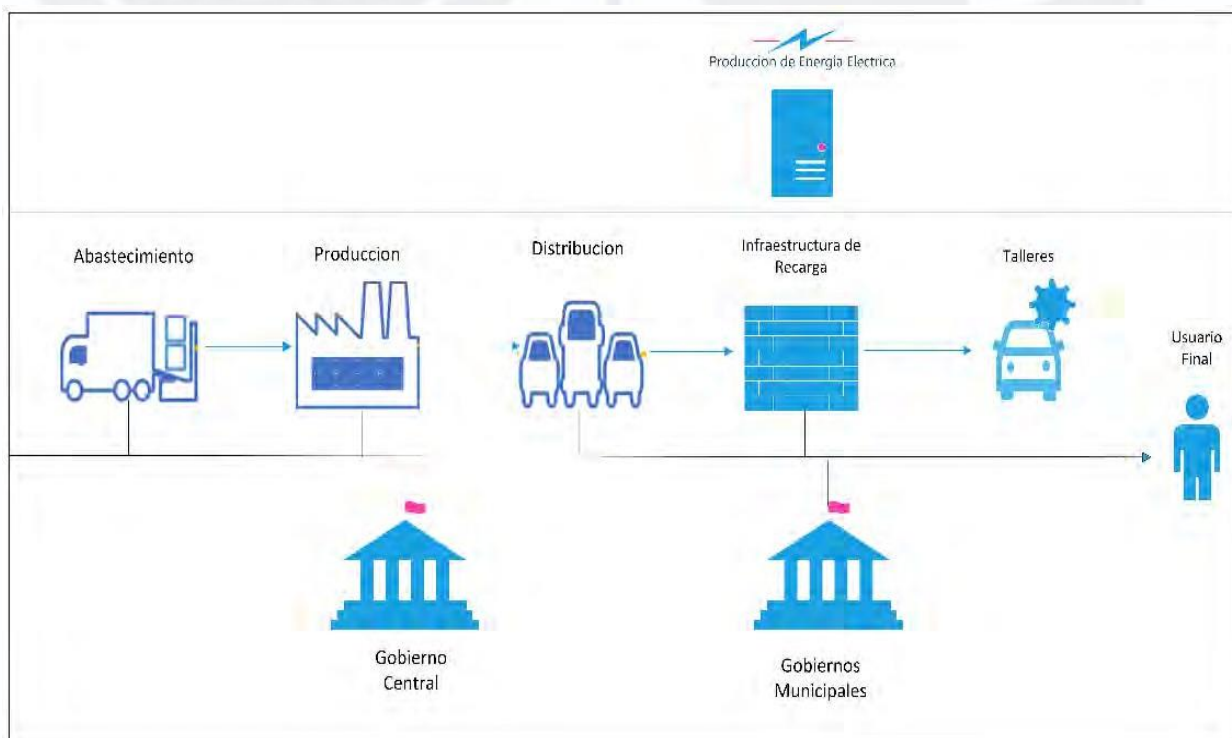 Produccion de Energia Electrica
Abastecimiento
Produccion
Distribucion
Infraestructura de
Recarga
Talleres
Usuario
Final
Gobierno
Central
Gobiernos
Municipales